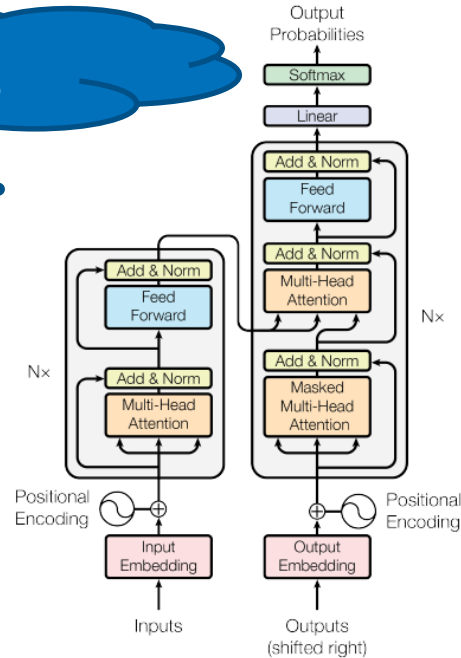 Output
Probabilities
Softmax
Linear
Add & Norm
Feed
Forward
Add & Norm
Multi-Head
Attention
Add & Norm
Masked
Multi-Head
Attention
N×
Add & Norm
Feed
Forward
Add & Norm
Multi-Head
Attention
N×
Positional
Encoding
Positional
Encoding
Input
Embedding
Output
Embedding
Inputs
Outputs
(shifted right)